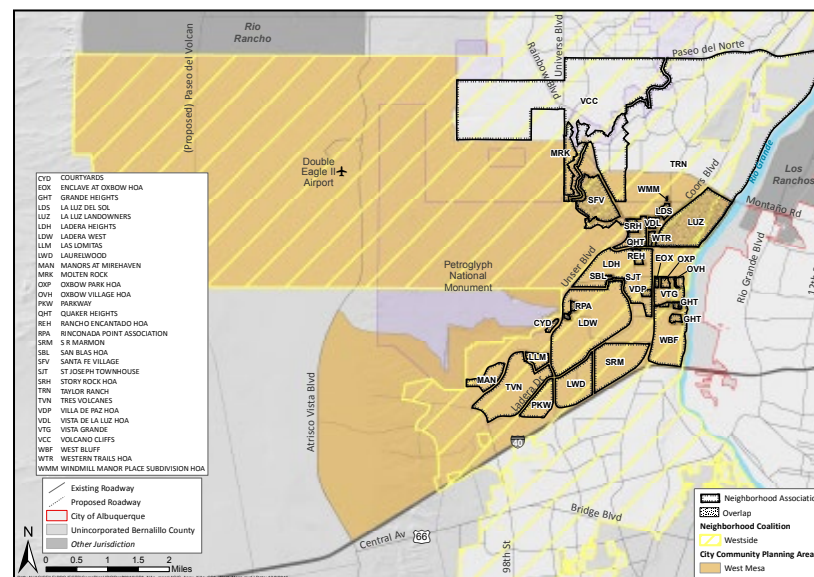 Rio
Rancho
(Proposed) Paseo del Volcan
Rainbow Blvd
Universe Blvd
Paseo del Norte
VCC
Double
Eagle II
Airport
MRK
TRN
Coors Blvd
Rio Grande
Los
Ranchos
WMM
LDS
SFV
LUZ
Montaño Rd
SRH
VDL
WTR
QHT
Unser Blvd
REH
EOX
OXP
OVH
Petroglyph
National
Monument
LDH
SBL
SJT
VDP
VTG
GHT
GHT
Rio Grande Blvd
12th
RPA
LDW
CYD
WBF
LLM
SRM
MAN
TVN
Ladera Dr
LWD
PKW
Atrisco Vista Blvd
40
Bridge Blvd
Central Av
66
98th St
CYD COURTYARDS
EOX ENCLAVE AT OXBOW HOA
GHT GRANDE HEIGHTS
LDS LA LUZ DEL SOL
LUZ LA LUZ LANDOWNERS
LDH LADERA HEIGHTS
LDW LADERA WEST
LLM LAS LOMITAS
LWD LAURELWOOD
MAN MANORS AT MIREHAVEN
MRK MOLTEN ROCK
OXP OXBOW PARK HOA
OVH OXBOW VILLAGE HOA
PKW PARKWAY
QHT QUAKER HEIGHTS
REH RANCHO ENCANTADO HOA
RPA RINCONADA POINT ASSOCIATION
SRM S R MARMON
SBL SAN BLAS HOA
SFV SANTA FE VILLAGE
SJT ST JOSEPH TOWNHOUSE
SRH STORY ROCK HOA
TRN TAYLOR RANCH
TVN TRES VOLCANES
VDP VILLA DE PAZ HOA
VDL VISTA DE LA LUZ HOA
VTG VISTA GRANDE
VCC VOLCANO CLIFFS
WBF WEST BLUFF
WTR WESTERN TRAILS HOA
WMM WINDMILL MANOR PLACE SUBDIVISION HOA
Existing Roadway
Proposed Roadway
City of Albuquerque
Unincorporated Bernalillo County
Other Jurisdiction
N
0 0.5 1 2
Miles
Neighborhood Associatio
Overlap
Neighborhood Coalition
Westside
City Community Planning Area
West Mesa